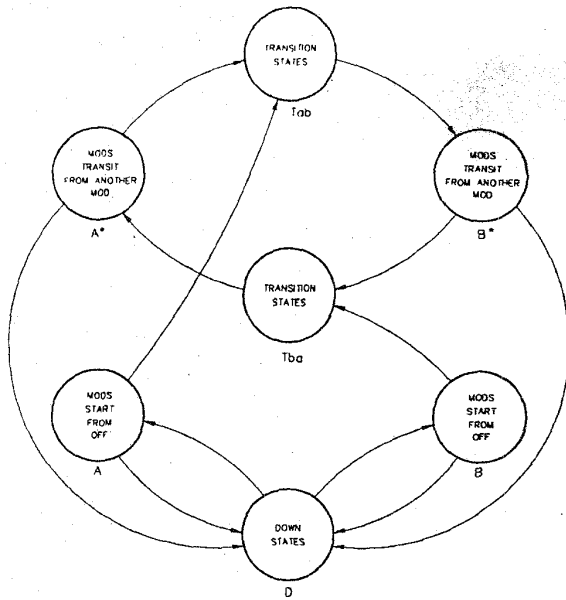 TRANSITION
STATES
Tab
MODS
TRANSIT
FROM ANOTHER
MOD
A*
MODS
TRANSIT
FROM ANOTHER
MOD
B*
TRANSITION
STATES
Tba
MODS
START
FROM
OFF
A
MODS
START
FROM
OFF
B
DOWN
STATES
D